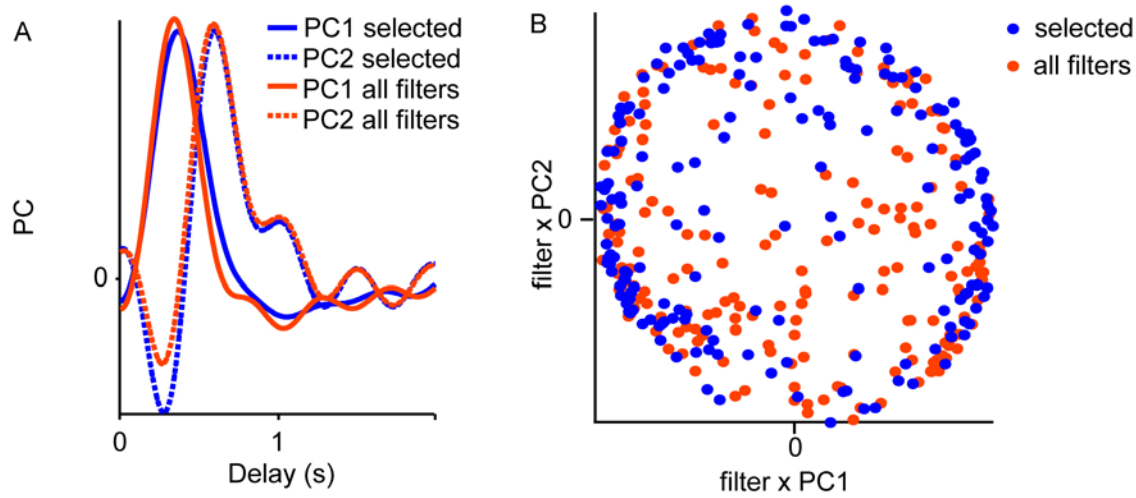 A
PC1 selected
PC2 selected
PC1 all filters
PC2 all filters
PC
0
0
1
Delay (s)
B
selected
all filters
filter x PC2
0
0
filter x PC1